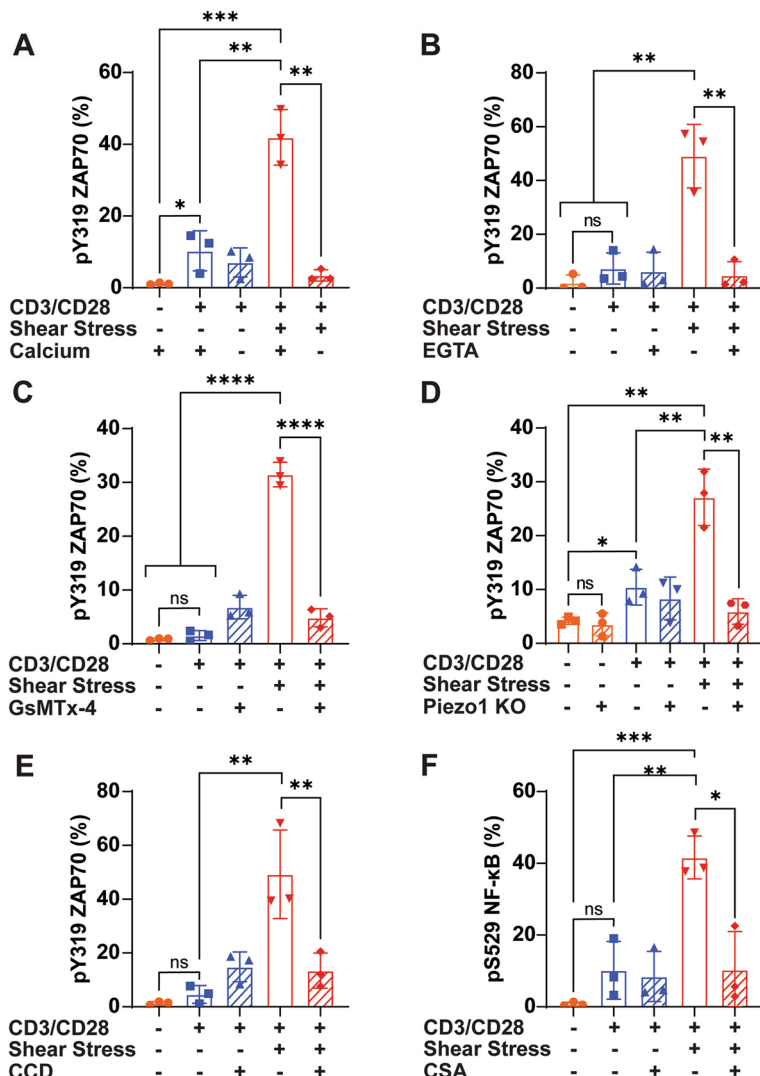 A
***
**
**
*
pY319 ZAP70 (%)
60
40
20
0
CD3/CD28 - + + + +
Shear Stress - - - + +
Calcium + + - + -
B
**
**
ns
pY319 ZAP70 (%)
80
60
40
20
0
CD3/CD28 - + + + +
Shear Stress - - - + +
EGTA - - + - +
C
****
****
ns
pY319 ZAP70 (%)
40
30
20
10
0
CD3/CD28 - + + + +
Shear Stress - - - + +
GsMTx-4 - - + - +
D
**
**
**
*
ns
pY319 ZAP70 (%)
40
30
20
10
0
CD3/CD28 - - + + + +
Shear Stress - - - - + +
Piezo1 KO - + - + - +
E
**
**
ns
pY319 ZAP70 (%)
80
60
40
20
0
CD3/CD28 - + + + +
Shear Stress - - - + +
CCD - - + - +
F
***
**
*
ns
pS529 NF-κB (%)
60
40
20
0
CD3/CD28 - + + + +
Shear Stress - - - + +
CSA - - + - +